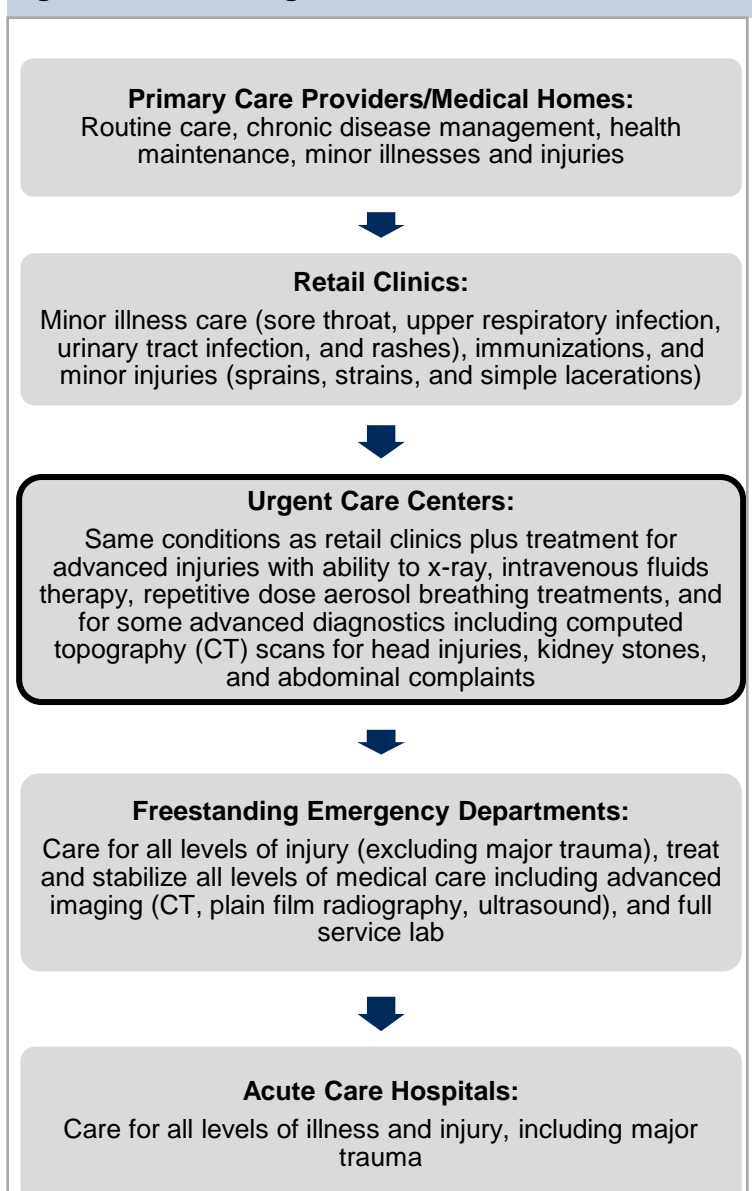 Primary Care Providers/Medical Homes:
Routine care, chronic disease management, health
maintenance, minor illnesses and injuries
Retail Clinics:
Minor illness care (sore throat, upper respiratory infection,
urinary tract infection, and rashes), immunizations, and
minor injuries (sprains, strains, and simple lacerations)
Urgent Care Centers:
Same conditions as retail clinics plus treatment for
advanced injuries with ability to x-ray, intravenous fluids
therapy, repetitive dose aerosol breathing treatments, and
for some advanced diagnostics including computed
topography (CT) scans for head injuries, kidney stones,
and abdominal complaints
Freestanding Emergency Departments:
Care for all levels of injury (excluding major trauma), treat
and stabilize all levels of medical care including advanced
imaging (CT, plain film radiography, ultrasound), and full
service lab
Acute Care Hospitals:
Care for all levels of illness and injury, including major
trauma